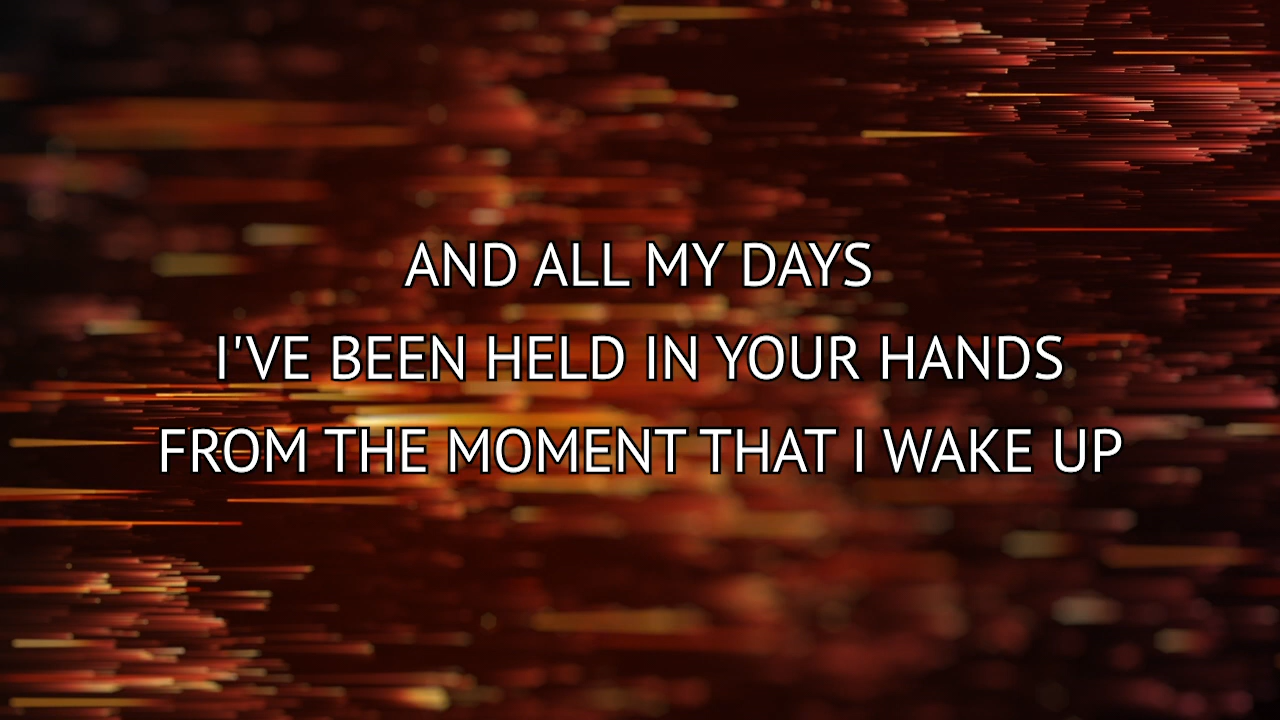 AND ALL MY DAYS
I'VE BEEN HELD IN YOUR HANDS
FROM THE MOMENT THAT I WAKE UP